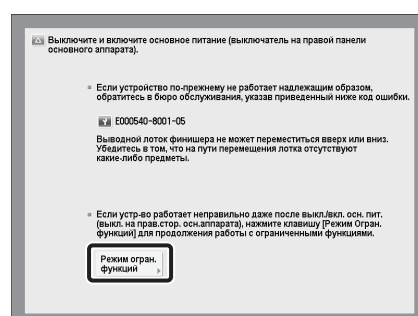 Выключите и включите основное питание (выключатель на правой панели
основного аппарата).
Если устройство по-прежнему не работает надлежащим образом,
обратитесь в бюро обслуживания, указав приведенный ниже код ошибки.
E000540-8001-05
Выводной лоток финишера не может переместиться вверх или вниз.
Убедитесь в том, что на пути перемещения лотка отсутствуют
какие-либо предметы.
Если устр-во работает неправильно даже после выкл./вкл. осн. пит.
(выкл. на прав.стор. осн.аппарата), нажмите клавишу [Режим Огран.
функций] для продолжения работы с ограниченными функциями.
Режим огран.
функций